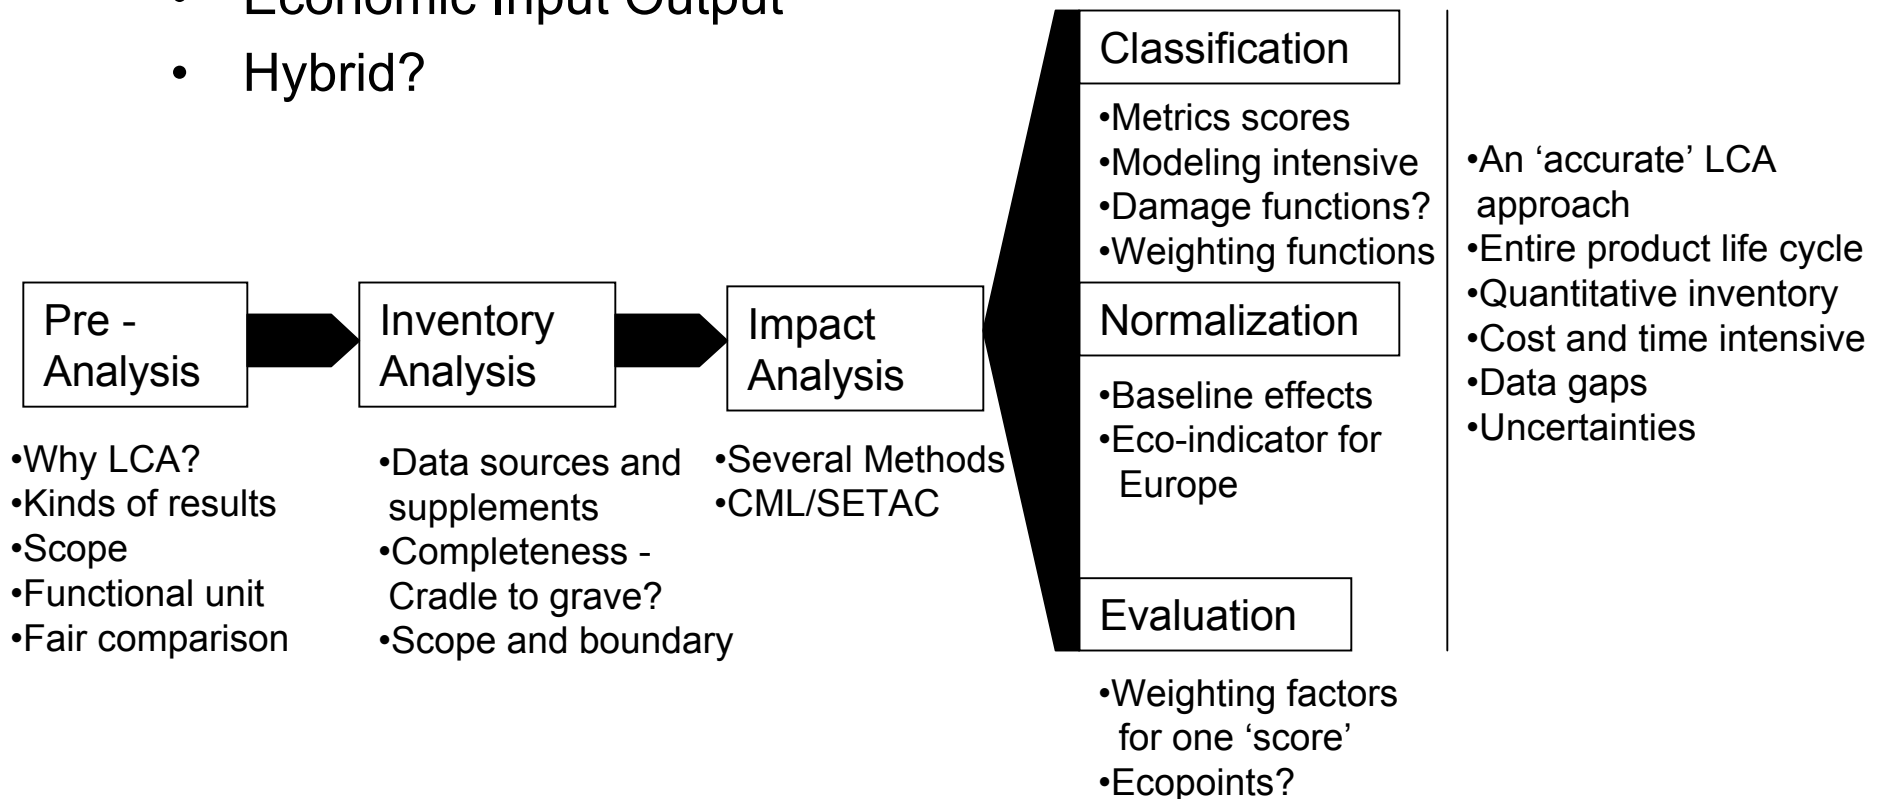 • Economic Input Output
• Hybrid?
Pre -
Analysis
•Why LCA?
•Kinds of results
•Scope
•Functional unit
•Fair comparison
Inventory
Analysis
•Data sources and
supplements
•Completeness -
Cradle to grave?
•Scope and boundary
Impact
Analysis
•Several Methods
•CML/SETAC
Classification
•Metrics scores
•Modeling intensive
•Damage functions?
•Weighting functions
Normalization
•Baseline effects
•Eco-indicator for
Europe
Evaluation
•Weighting factors
for one ‘score’
•Ecopoints?
•An ‘accurate’ LCA
approach
•Entire product life cycle
•Quantitative inventory
•Cost and time intensive
•Data gaps
•Uncertainties